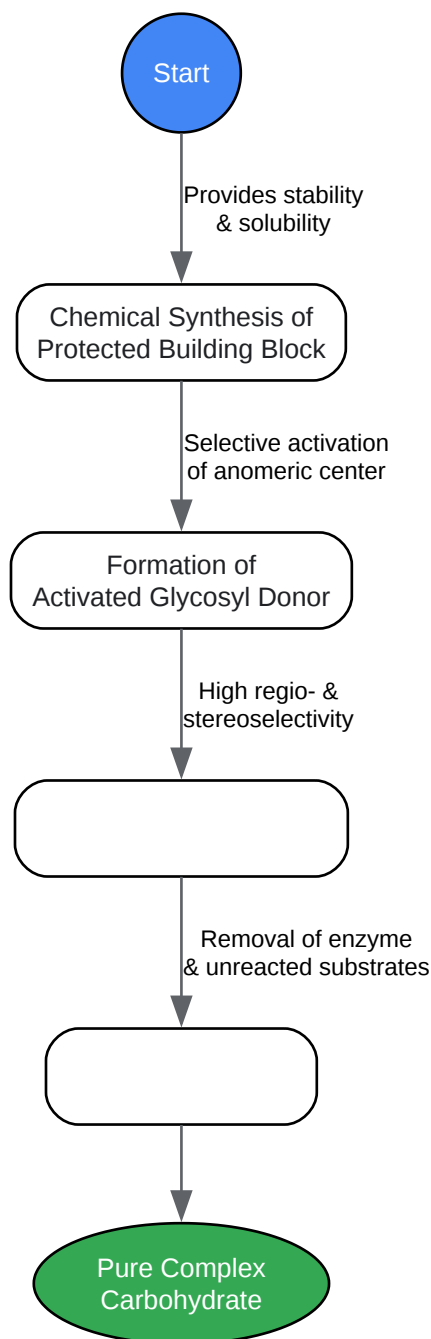 Start
Provides stability
& solubility
Chemical Synthesis of
Protected Building Block
Selective activation
of anomeric center
Formation of
Activated Glycosyl Donor
High regio- &
stereoselectivity
Removal of enzyme
& unreacted substrates
Pure Complex
Carbohydrate